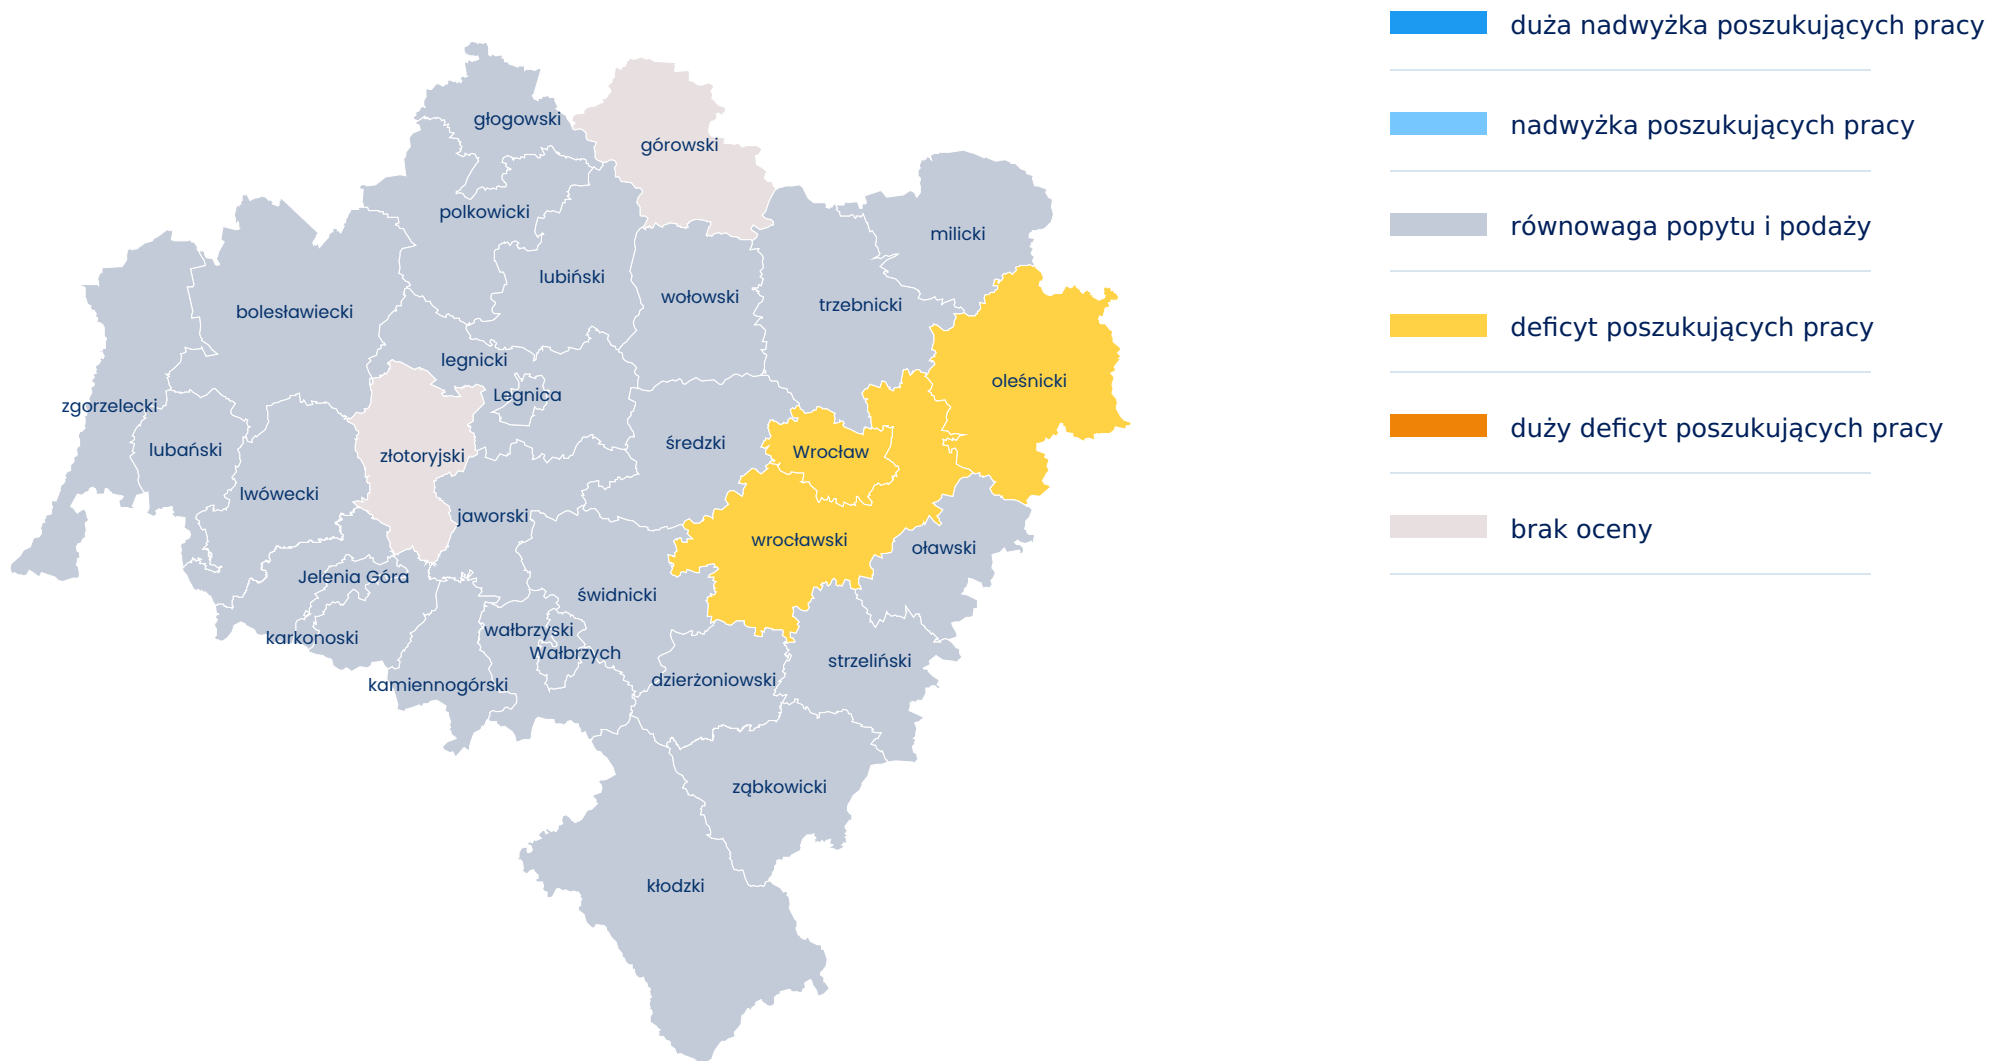 duża nadwyżka poszukujących pracy
nadwyżka poszukujących pracy
równowaga popytu i podaży
deficyt poszukujących pracy
duży deficyt poszukujących pracy
brak oceny
głogowski
górowski
polkowicki
milicki
lubiński
wołowski
trzebnicki
bolesławiecki
legnicki
oleśnicki
Legnica
zgorzelecki
średzki
lubański
Wrocław
złotoryjski
lwówecki
jaworski
wrocławski
oławski
Jelenia Góra
świdnicki
wałbrzyski
karkonoski
Wałbrzych
strzeliński
kamiennogórski
dzierżoniowski
ząbkowicki
kłodzki